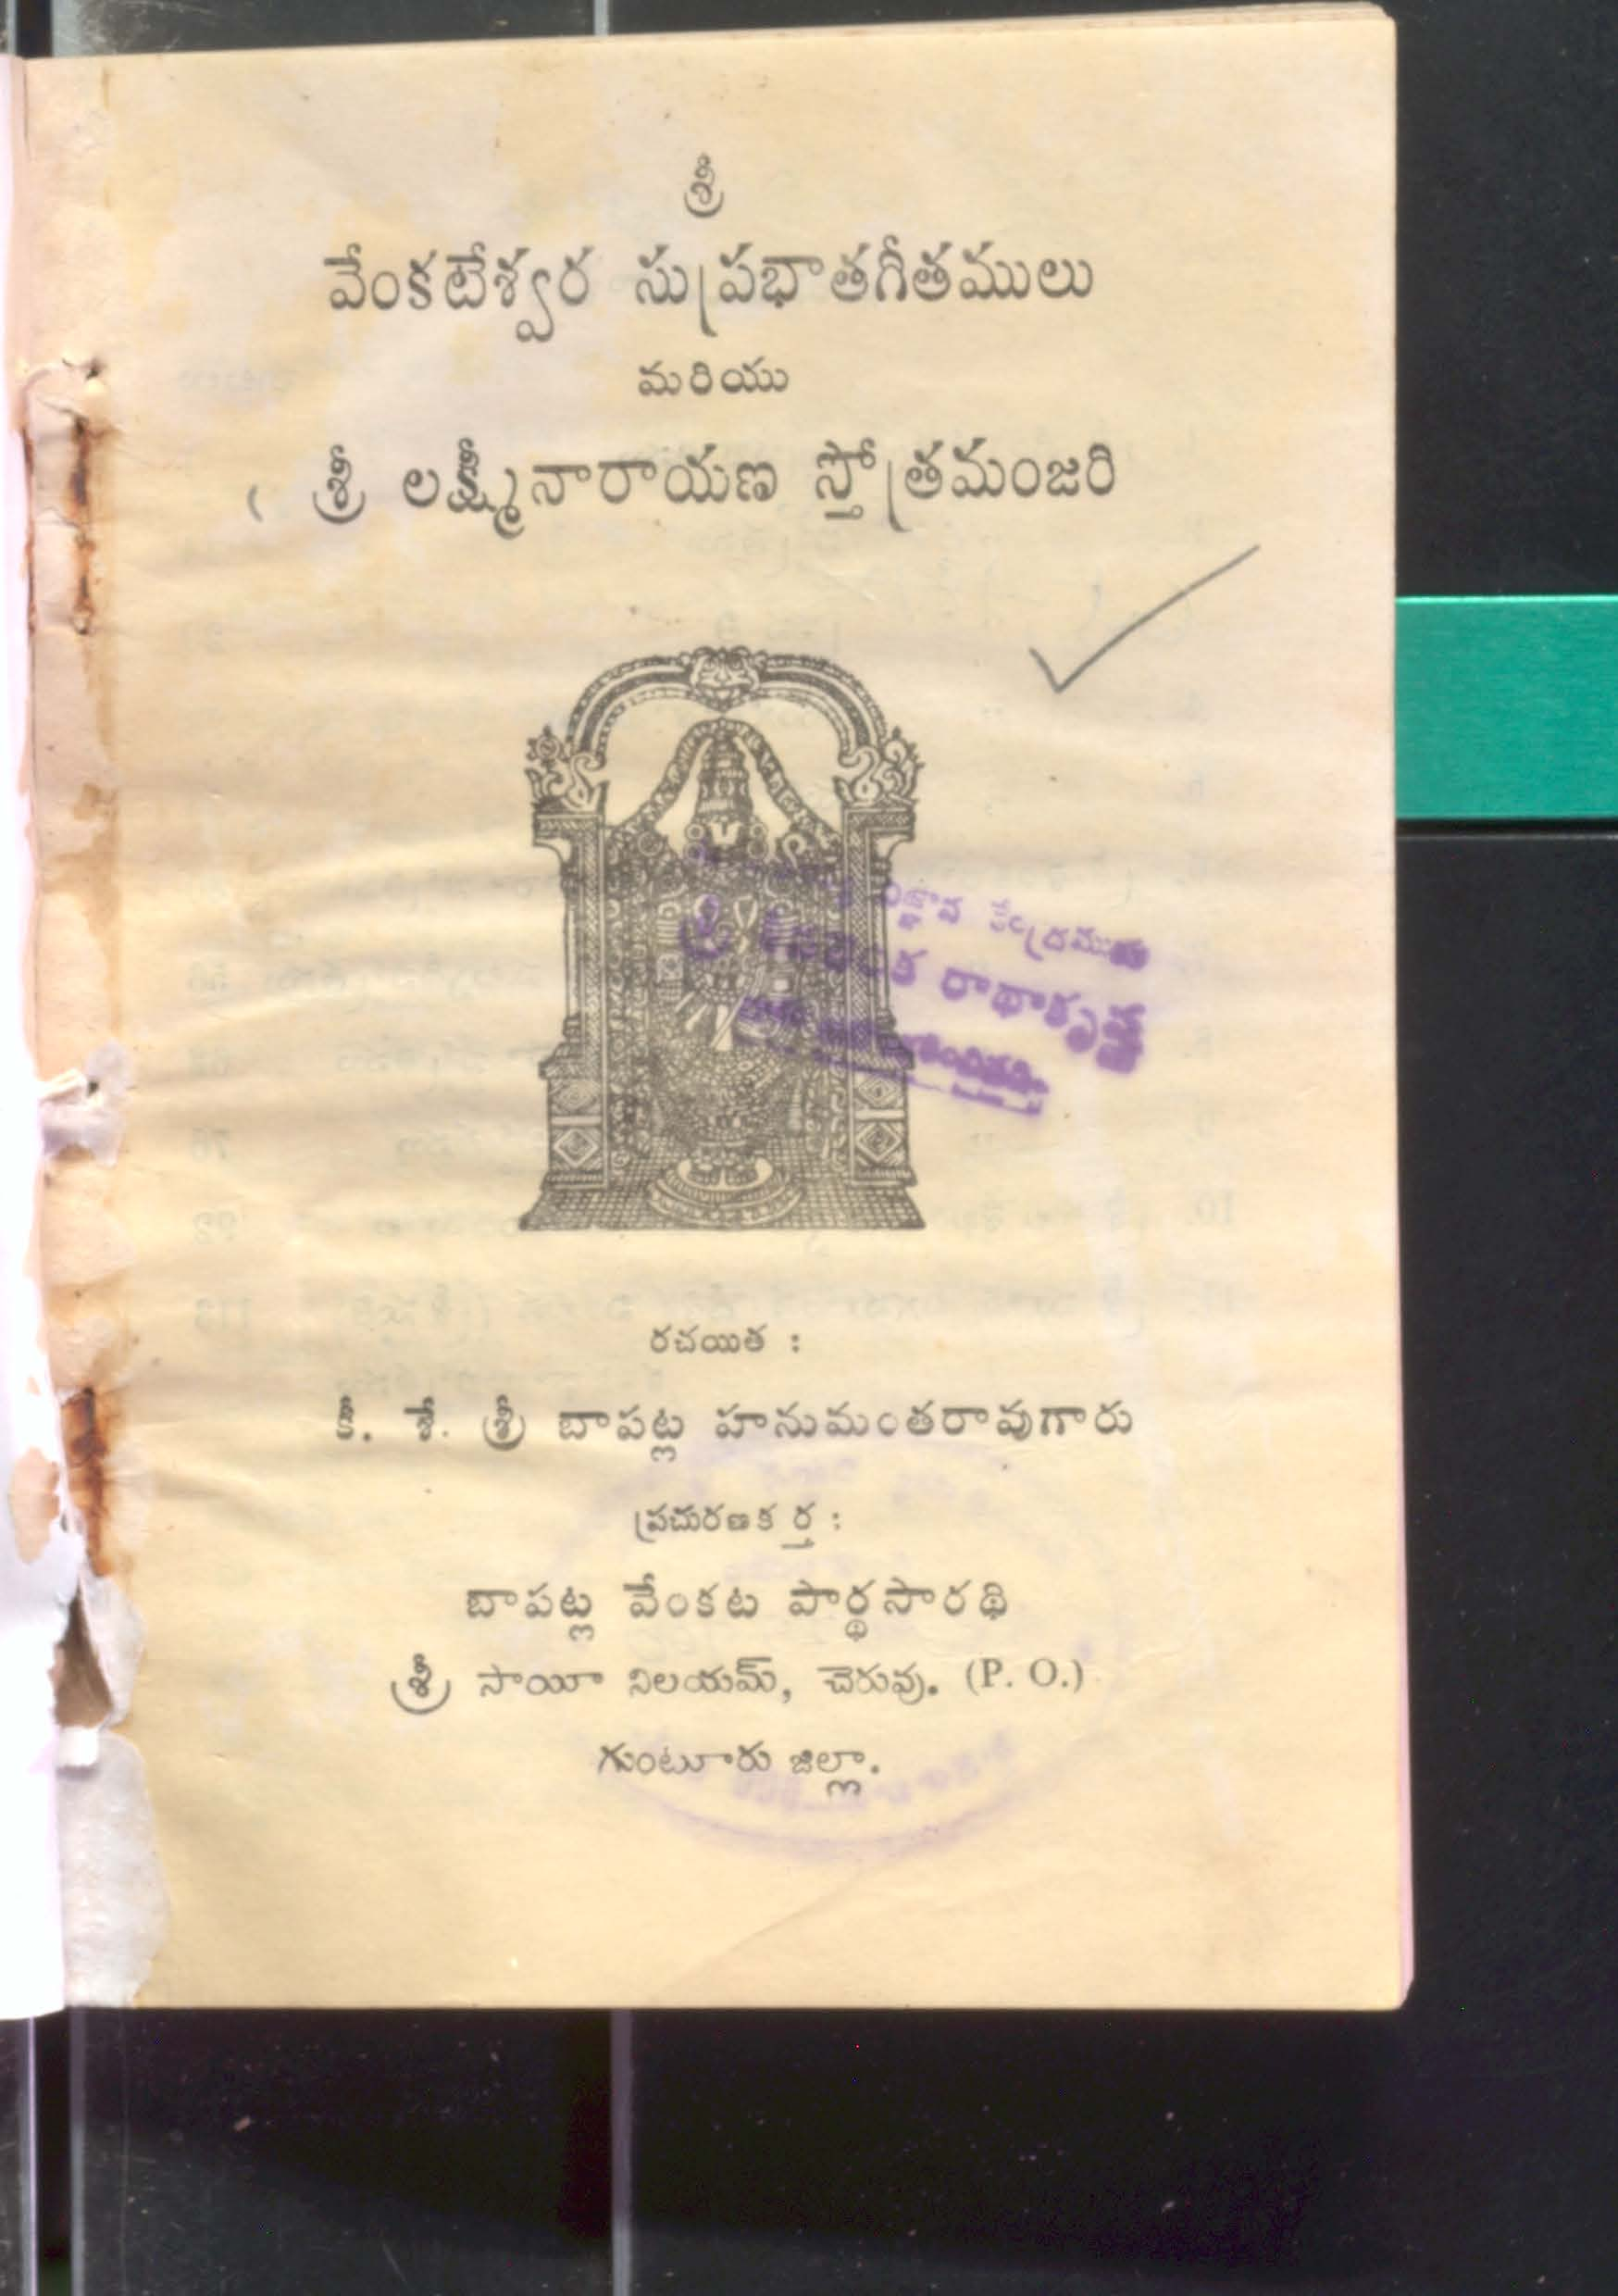 శ్రీ
వేంకటేశ్వర సుప్రభాతగీతములు
మరియు
శ్రీ లక్ష్మీనారాయణ స్తోత్రమంజరి
విజ్ఞాన కేంద్రము
శ్రీ రాధాకృష్ణ
రచయిత :
కీ. శే. శ్రీ బాపట్ల హనుమంతరావుగారు
ప్రచురణకర్త :
బాపట్ల వేంకట పార్థసారథి
శ్రీ సాయీ నిలయమ్, చెరువు. (P. O.)
గుంటూరు జిల్లా.